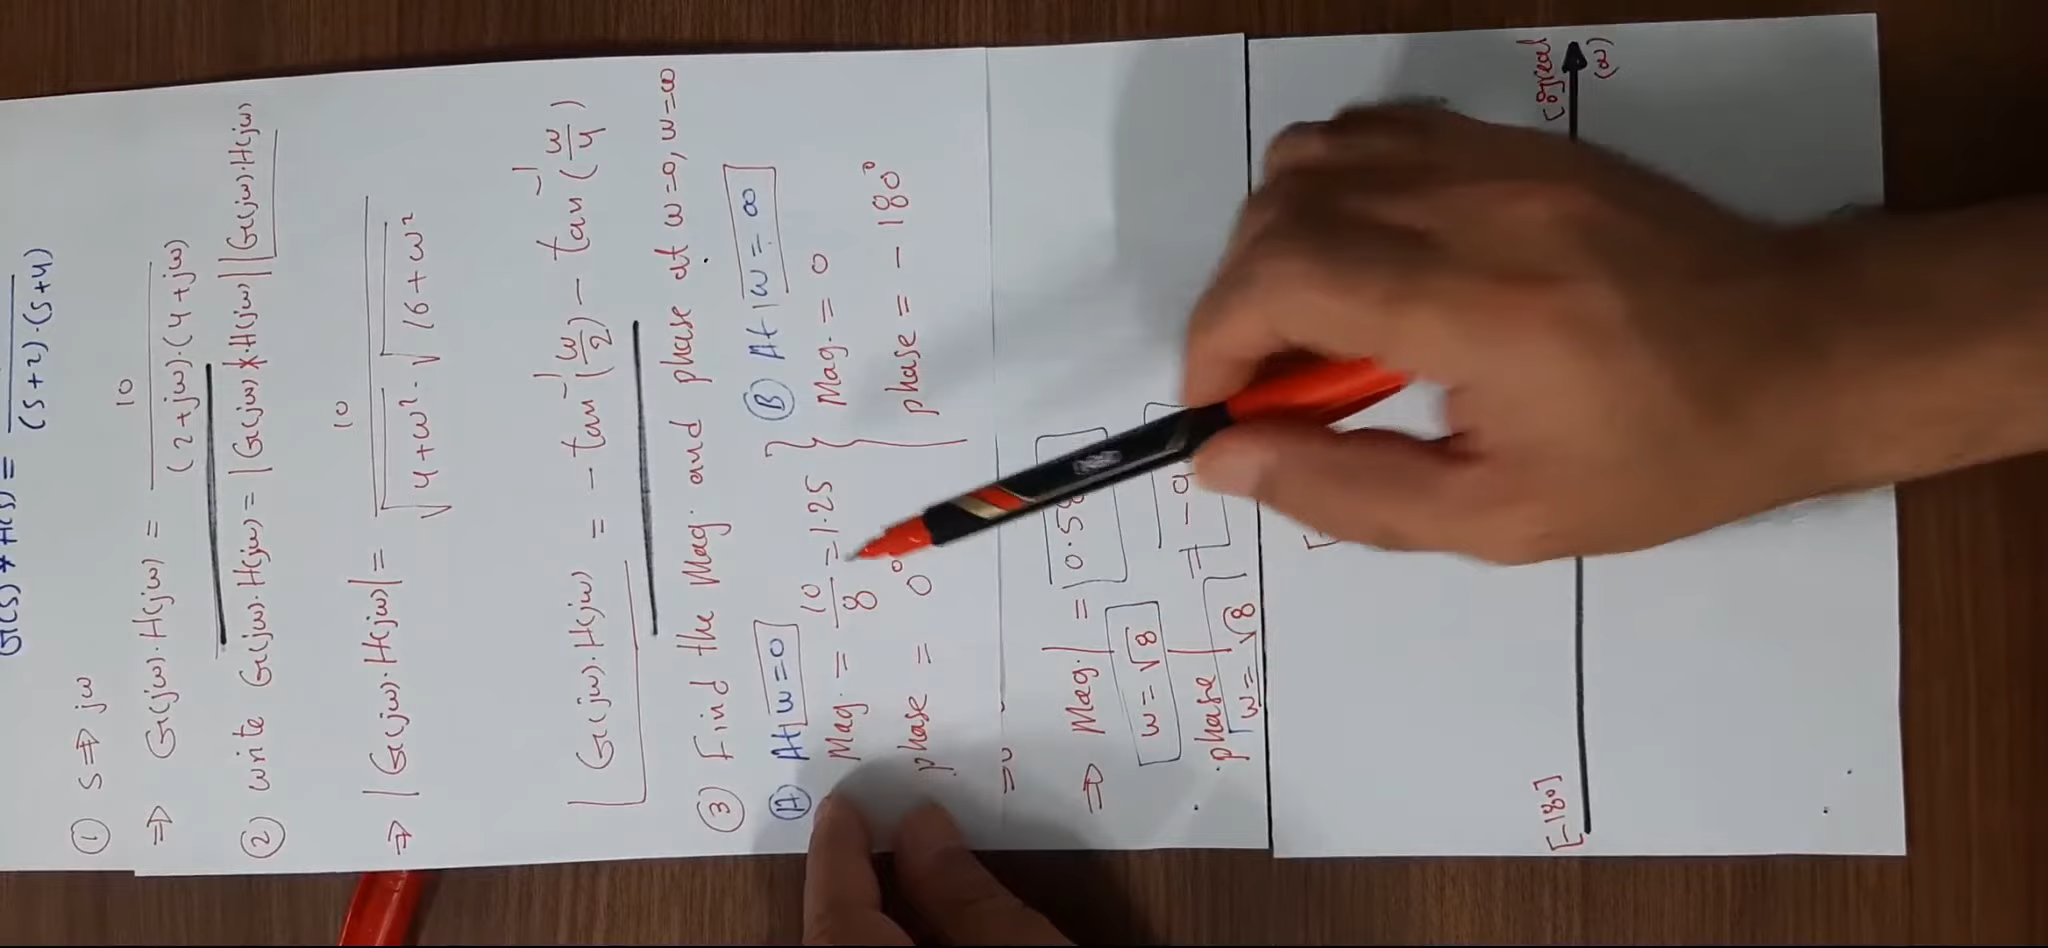 G(s)*H(s) = 
(s+2).(s+4)
① s ⇒ jω
⇒ G(jω).H(jω) = 10
(2+jω).(4+jω)
② write G(jω).H(jω) = |G(jω).H(jω)| G(jω).H(jω)
⇒ |G(jω).H(jω)| = 10
√4+ω² . √16+ω²
G(jω).H(jω) = -tan⁻¹(ω/2) - tan⁻¹(ω/4)
③ Find the Mag. and phase at ω=0, ω=∞
Ⓐ At ω=0
Mag. = 10/8 = 1.25
phase = 0°
Ⓑ At ω=∞
Mag. = 0
phase = -180°
⇒ Mag.| = 0.5
ω=√8
phase| 
ω=√8
[-180]
[0]real
(ω)